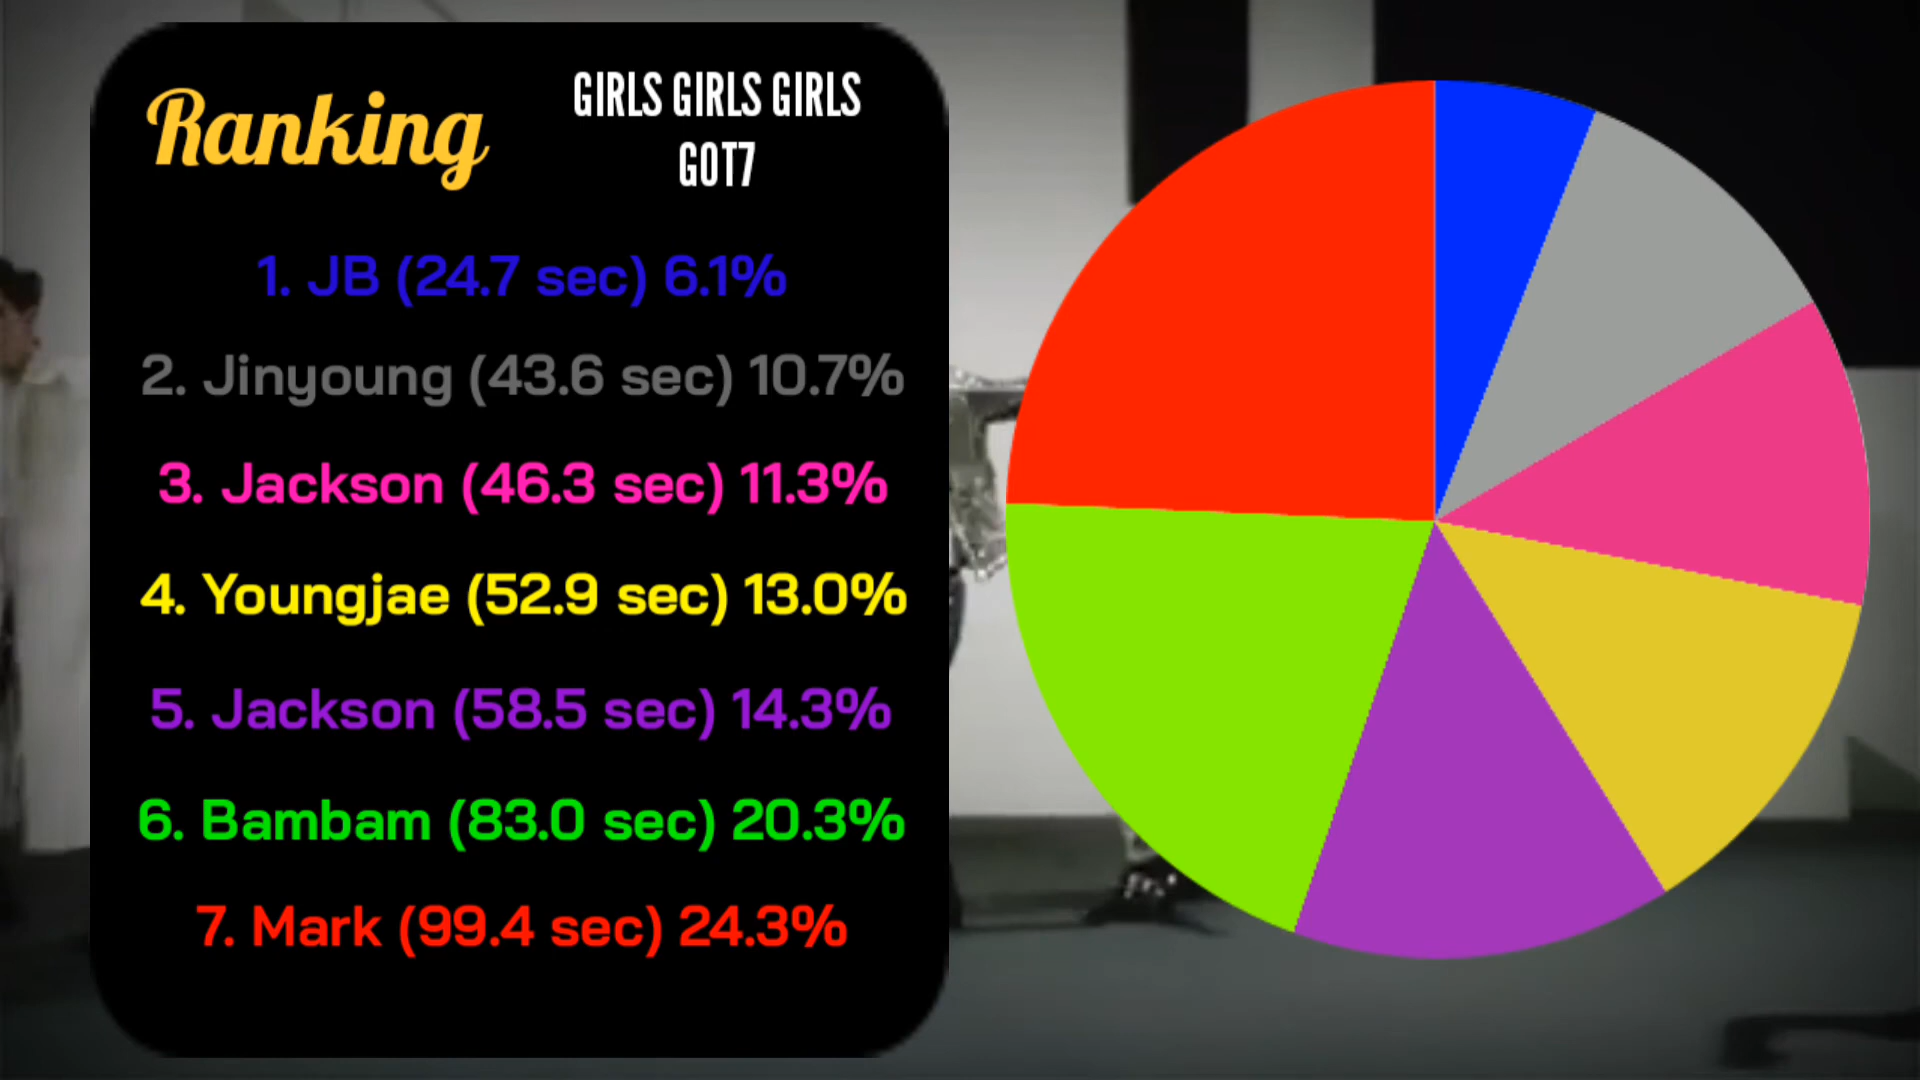 Ranking
GIRLS GIRLS GIRLS
GOT7
1. JB (24.7 sec) 6.1%
2. Jinyoung (43.6 sec) 10.7%
3. Jackson (46.3 sec) 11.3%
4. Youngjae (52.9 sec) 13.0%
5. Jackson (58.5 sec) 14.3%
6. Bambam (83.0 sec) 20.3%
7. Mark (99.4 sec) 24.3%